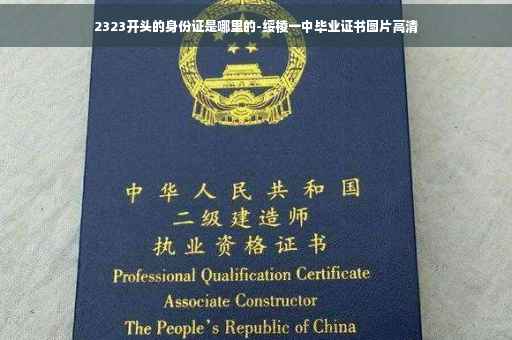 2323开头的身份证是哪里的-绥棱一中毕业证书图片高清
中华人民共和国
二级建造师
执业资格证书
Professional Qualification Certificate
Associate Constructor
The People's Republic of China